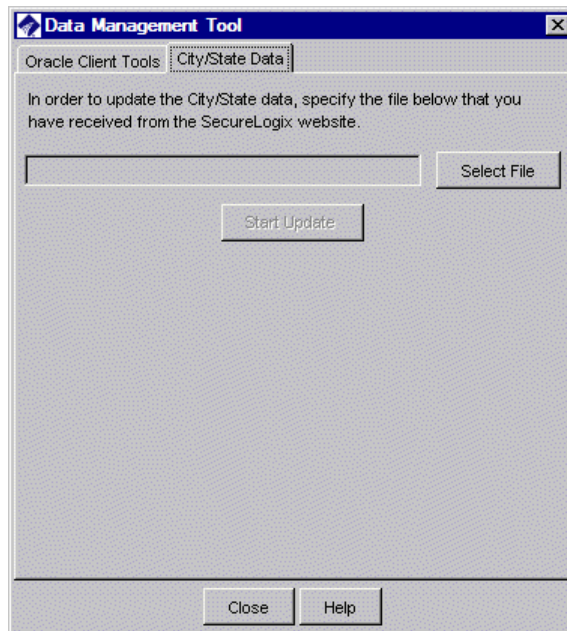 Data Management Tool
Oracle Client Tools City/State Data
In order to update the City/State data, specify the file below that you
have received from the SecureLogix website.
Select File
Start Update
Close Help